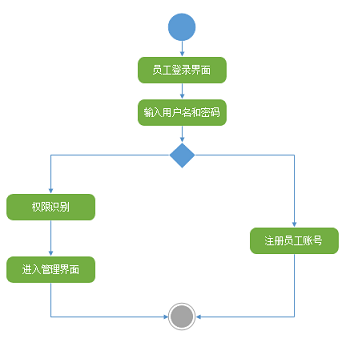 员工登录界面
输入用户名和密码
权限识别
注册员工账号
进入管理界面